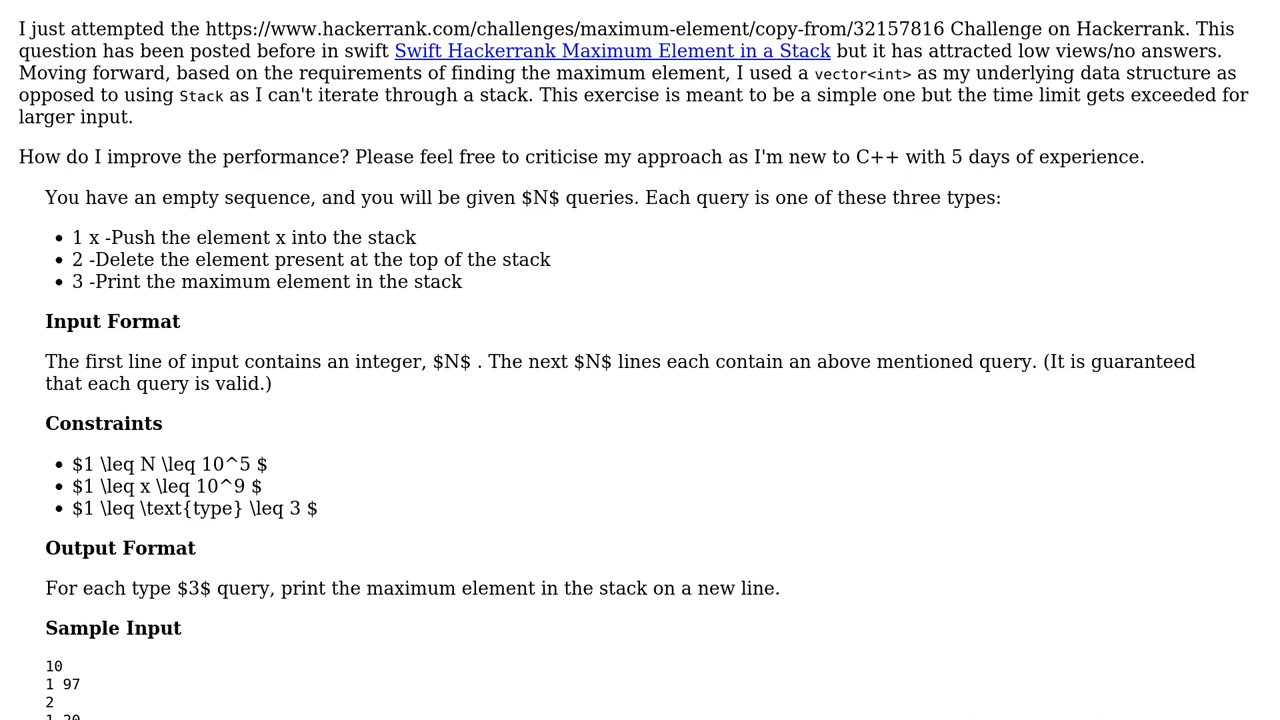 I just attempted the https://www.hackerrank.com/challenges/maximum-element/copy-from/32157816 Challenge on Hackerrank. This
question has been posted before in swift Swift Hackerrank Maximum Element in a Stack but it has attracted low views/no answers.
Moving forward, based on the requirements of finding the maximum element, I used a vector<int> as my underlying data structure as
opposed to using Stack as I can't iterate through a stack. This exercise is meant to be a simple one but the time limit gets exceeded for
larger input.
How do I improve the performance? Please feel free to criticise my approach as I'm new to C++ with 5 days of experience.
You have an empty sequence, and you will be given $N$ queries. Each query is one of these three types:
• 1 x -Push the element x into the stack
• 2 -Delete the element present at the top of the stack
• 3 -Print the maximum element in the stack
Input Format
The first line of input contains an integer, $N$ . The next $N$ lines each contain an above mentioned query. (It is guaranteed
that each query is valid.)
Constraints
• $1 \leq N \leq 10^5 $
• $1 \leq x \leq 10^9 $
• $1 \leq \text{type} \leq 3 $
Output Format
For each type $3$ query, print the maximum element in the stack on a new line.
Sample Input
10
1 97
2
1 20